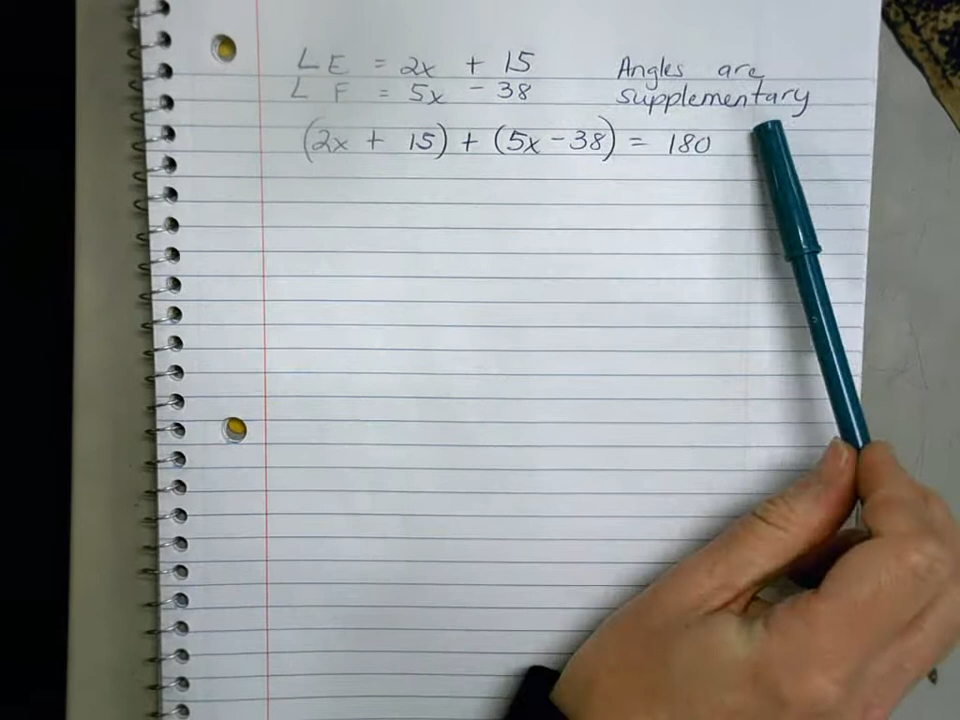 ∠E = 2x + 15 Angles are
∠F = 5x - 38 supplementary
(2x + 15) + (5x - 38) = 180